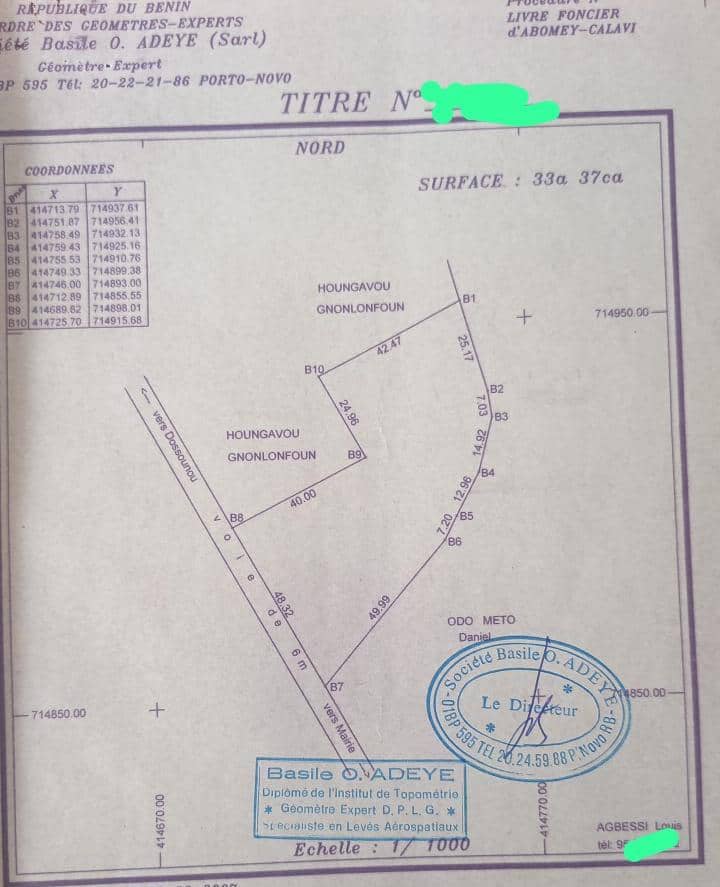 RÉPUBLIQUE DU BENIN
RDRE DES GEOMETRES-EXPERTS
iété Basile O. ADEYE (Sarl)
Géomètre-Expert
BP 595 Tél: 20-22-21-86 PORTO-NOVO
LIVRE FONCIER
d'ABOMEY-CALAVI
TITRE N°
NORD
COORDONNEES
SURFACE : 33a 37ca
X Y
B1 414713.79 714937.61
B2 414751.87 714956.41
B3 414758.49 714932.13
B4 414759.43 714925.16
B5 414755.53 714910.76
B6 414749.33 714899.38
B7 414746.00 714893.00
B8 414712.89 714855.55
B9 414689.62 714898.01
B10 414725.70 714915.68
HOUNGAVOU
GNONLONFOUN
B1
714950.00
42.47
25.17
B10
B2
7.03
B3
24.96
vers Dossounou
HOUNGAVOU
GNONLONFOUN
B9
14.92
B4
40.00
12.96
B8
B5
7.20
B6
voie de 6 m
48.32
49.99
ODO METO
Daniel
B7
vers Mairie
714850.00
714850.00
Société Basile O. ADEYE
Le Directeur
BP 595 TEL 20.24.59.88 P.Novo RB
Basile O. ADEYE
Diplômé de l'Institut de Topométrie
* Géomètre Expert D. P. L. G. *
Spécialiste en Levés Aérospatiaux
414670.00
414770.00
Echelle : 1/ 1000
AGBESSI Louis
tél: